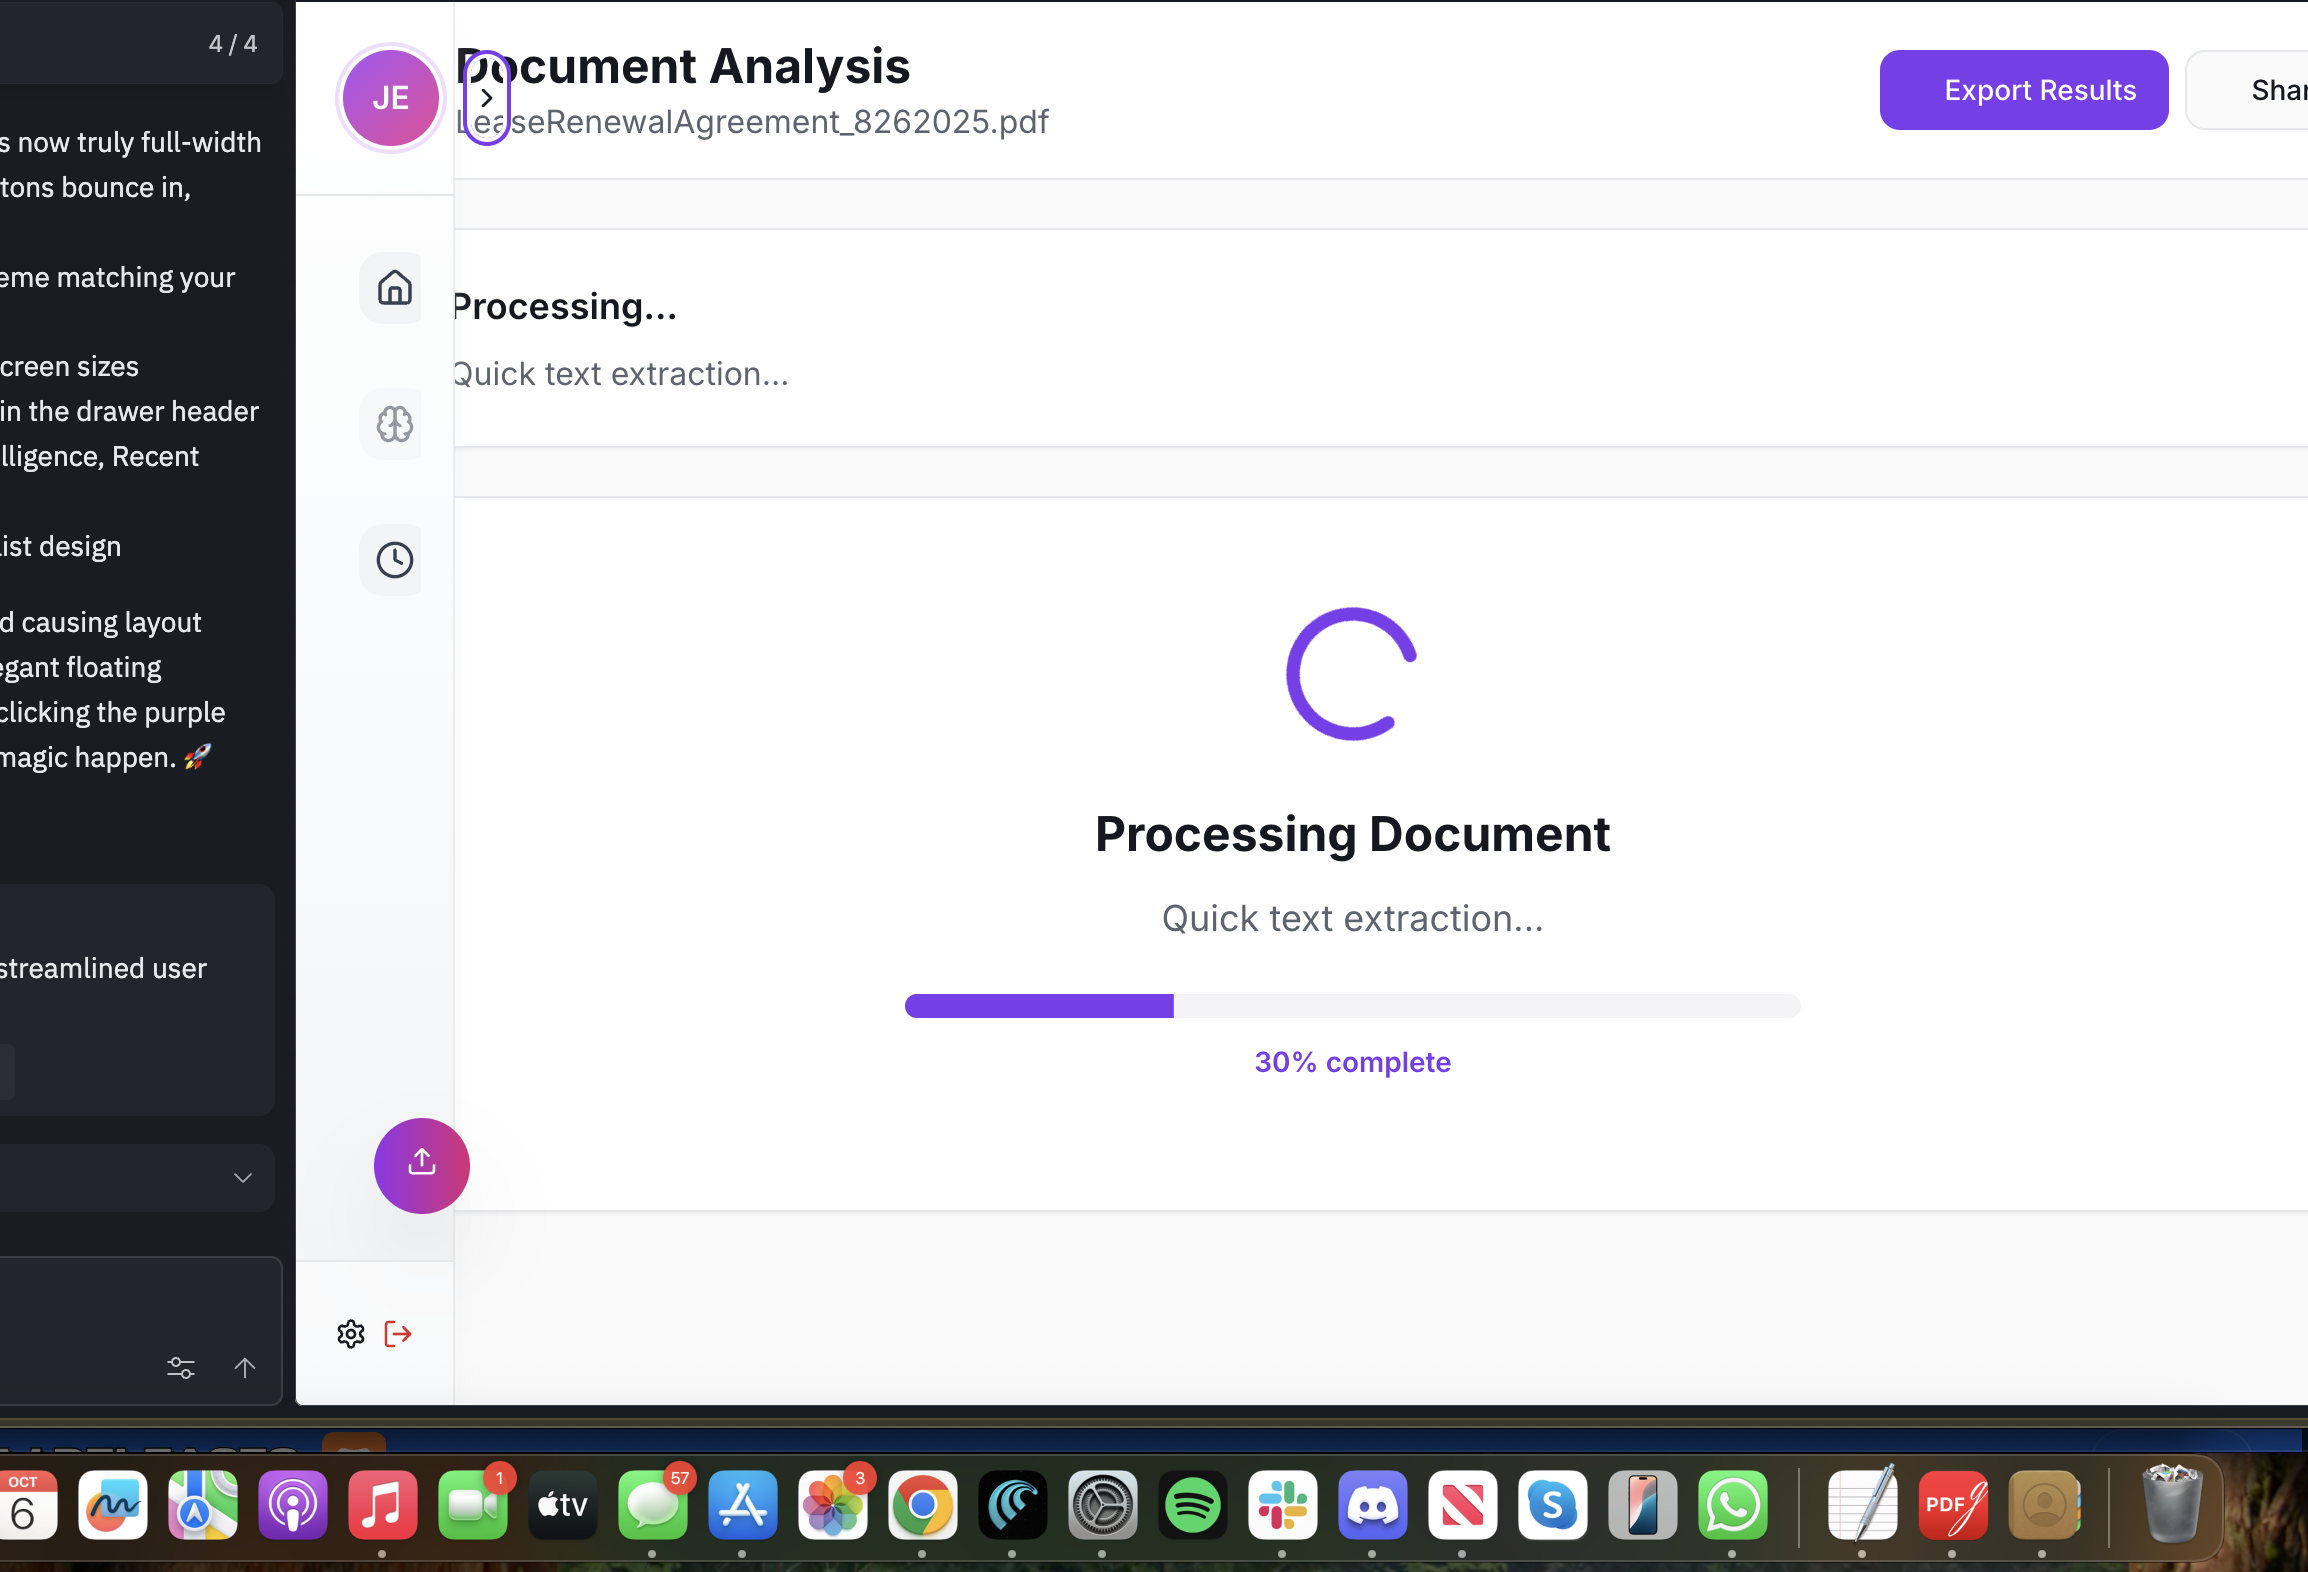 4 / 4
s now truly full-width
tons bounce in,
eme matching your
creen sizes
in the drawer header
lligence, Recent
ist design
d causing layout
egant floating
clicking the purple
magic happen. 🚀
streamlined user
JE
Document Analysis
LeaseRenewalAgreement_8262025.pdf
Export Results
Shar
Processing...
Quick text extraction...
Processing Document
Quick text extraction...
30% complete
OCT
6
1
tv
57
3
S
PDF